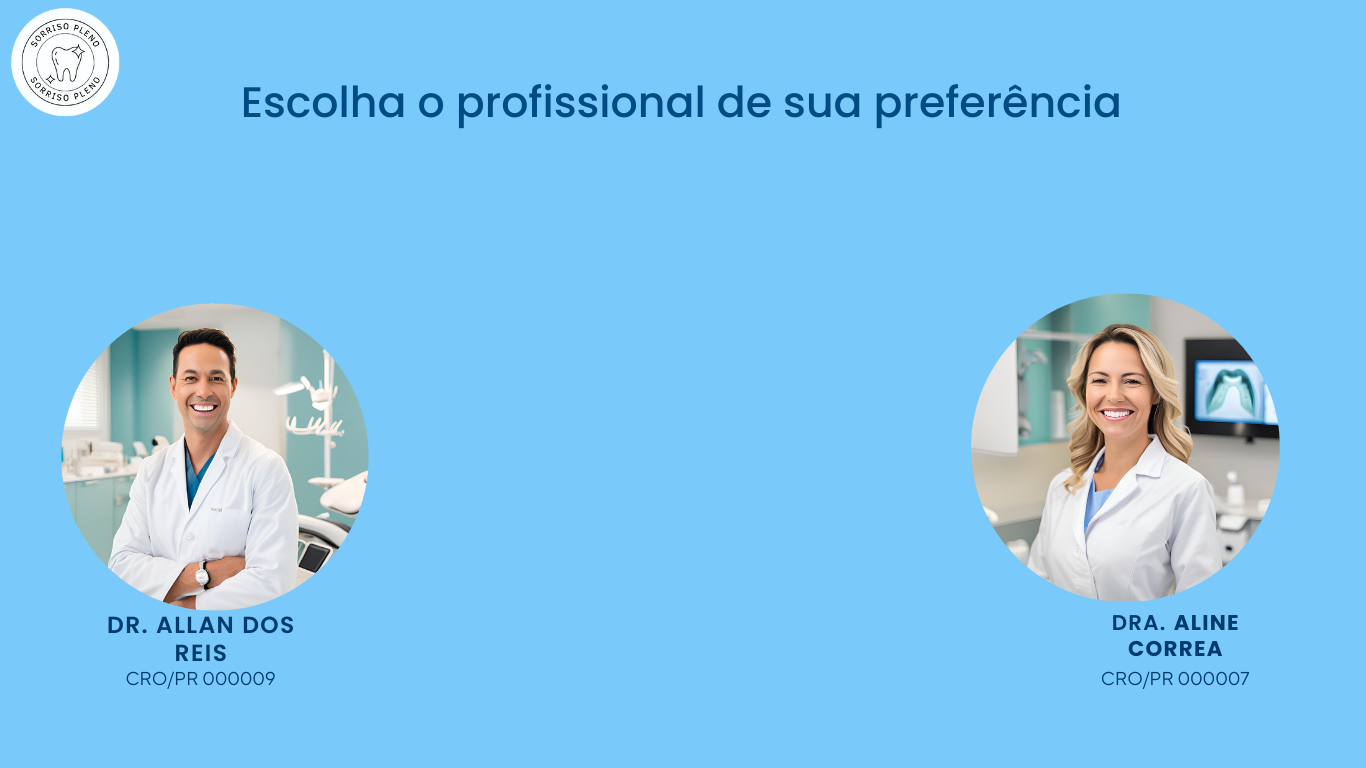 SORRISO PLENO
SORRISO PLENO
Escolha o profissional de sua preferência
DR. ALLAN DOS
REIS
CRO/PR 000009
DRA. ALINE
CORREA
CRO/PR 000007